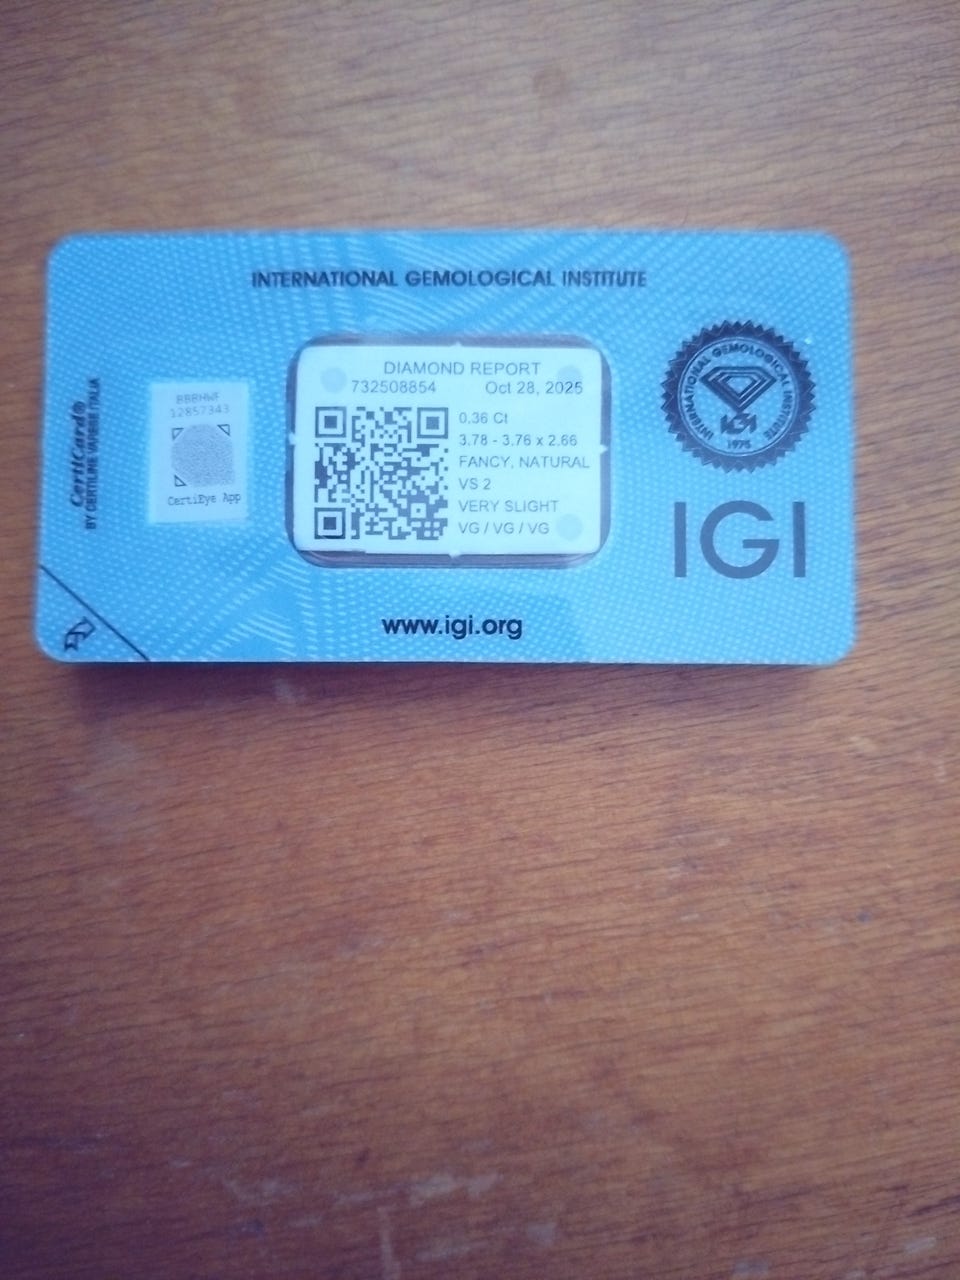 INTERNATIONAL GEMOLOGICAL INSTITUTE
CertCard®
BY CERTILINE VARESE ITALIA
BBBHWF
12857343
CertiEye App
DIAMOND REPORT
732508854 Oct 28, 2025
0.36 Ct
3.78 - 3.76 x 2.66
FANCY, NATURAL
VS 2
VERY SLIGHT
VG / VG / VG
INTERNATIONAL GEMOLOGICAL INSTITUTE
IGI
1975
IGI
www.igi.org